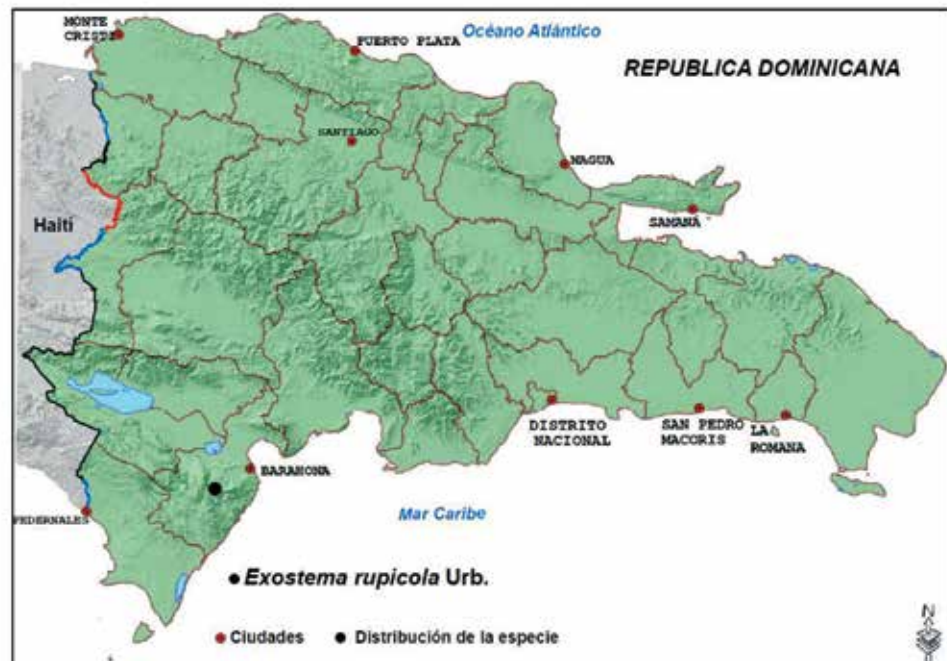 MONTE
CRISTI
PUERTO PLATA
Océano Atlántico
REPUBLICA DOMINICANA
SANTIAGO
NAGUA
SAMANA
Haití
DISTRITO
NACIONAL
SAN PEDRO
MACORIS
LA
ROMANA
BARAHONA
PEDERNALES
Mar Caribe
Exostema rupicola Urb.
Ciudades
Distribución de la especie
N